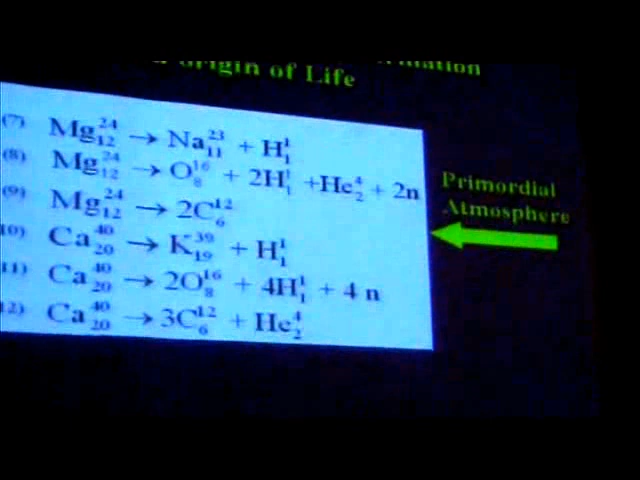 Origin of Life
(7) Mg²⁴₁₂ → Na²³₁₁ + H¹₁
(8) Mg²⁴₁₂ → O¹⁶₈ + 2H¹₁ +He⁴₂ + 2n
(9) Mg²⁴₁₂ → 2C¹²₆
10) Ca⁴⁰₂₀ → K³⁹₁₉ + H¹₁
11) Ca⁴⁰₂₀ → 2O¹⁶₈ + 4H¹₁ + 4 n
12) Ca⁴⁰₂₀ → 3C¹²₆ + He⁴₂
Primordial
Atmosphere